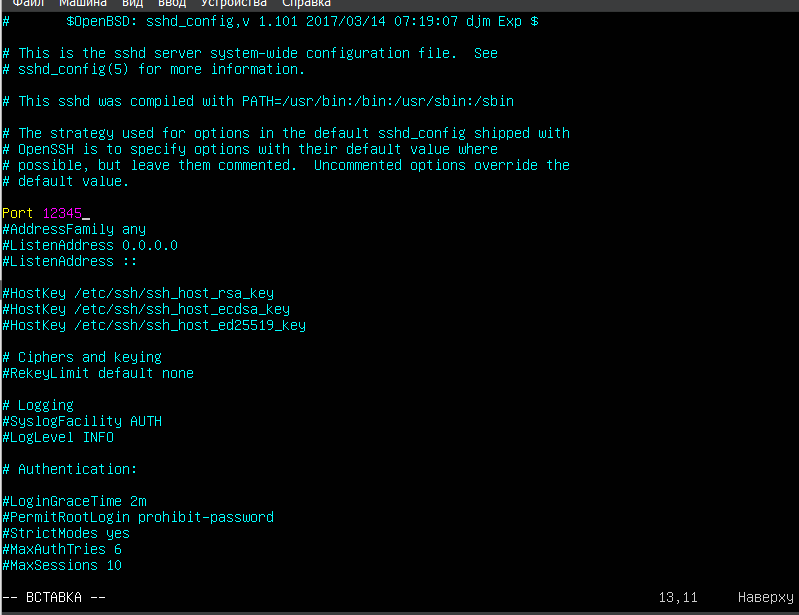 Файл Машина Вид Ввод Устройства Справка
#       $OpenBSD: sshd_config,v 1.101 2017/03/14 07:19:07 djm Exp $

# This is the sshd server system-wide configuration file.  See
# sshd_config(5) for more information.

# This sshd was compiled with PATH=/usr/bin:/bin:/usr/sbin:/sbin

# The strategy used for options in the default sshd_config shipped with
# OpenSSH is to specify options with their default value where
# possible, but leave them commented.  Uncommented options override the
# default value.

Port 12345
#AddressFamily any
#ListenAddress 0.0.0.0
#ListenAddress ::

#HostKey /etc/ssh/ssh_host_rsa_key
#HostKey /etc/ssh/ssh_host_ecdsa_key
#HostKey /etc/ssh/ssh_host_ed25519_key

# Ciphers and keying
#RekeyLimit default none

# Logging
#SyslogFacility AUTH
#LogLevel INFO

# Authentication:

#LoginGraceTime 2m
#PermitRootLogin prohibit-password
#StrictModes yes
#MaxAuthTries 6
#MaxSessions 10

-- ВСТАВКА --                                                                     13,11     Наверху